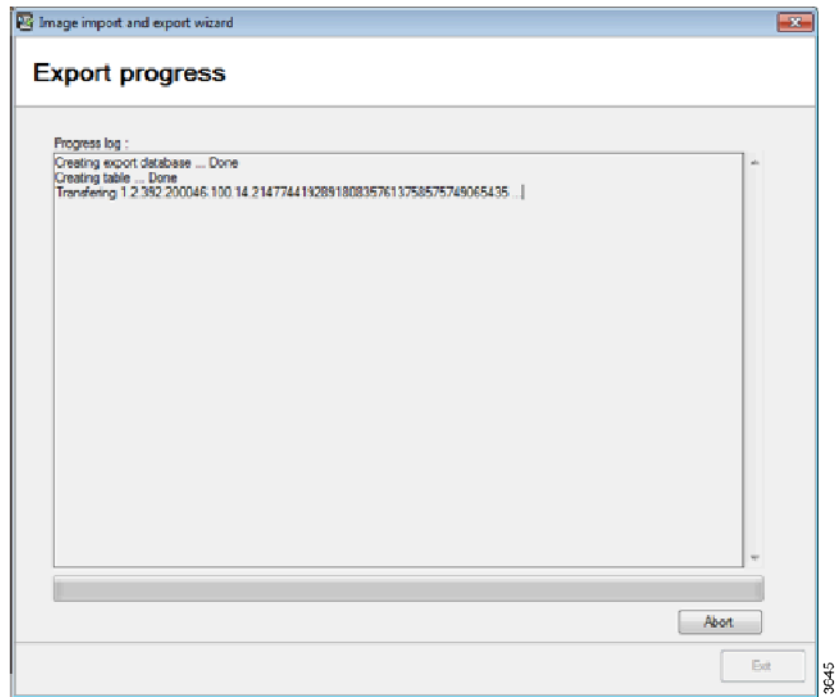 Image import and export wizard
Export progress
Progress log :
Creating export database ... Done
Creating table ... Done
Transfering 1.2.392.200046.100.14.2147744192891808357613758575749065435 ...
Abort
Exit
3645